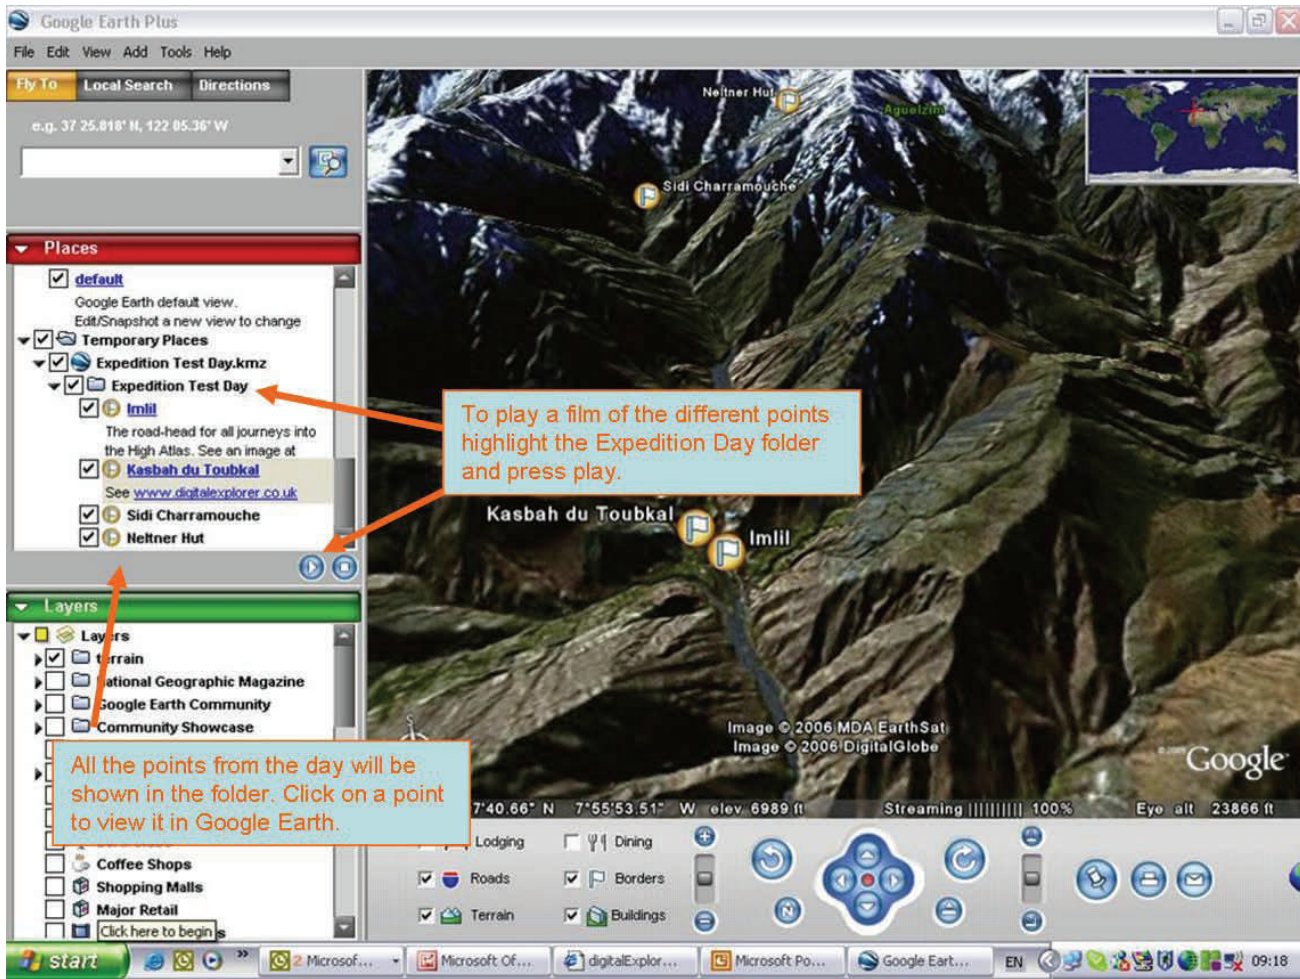 Google Earth Plus
File Edit View Add Tools Help
Fly To Local Search Directions
e.g. 37 25.818' N, 122 05.36' W
Places
default
Google Earth default view.
Edit/Snapshot a new view to change
Temporary Places
Expedition Test Day.kmz
Expedition Test Day
Imlil
The road-head for all journeys into
the High Atlas. See an image at
Kasbah du Toubkal
See www.digitalexplorer.co.uk
Sidi Charramouche
Neltner Hut
Layers
Layers
terrain
National Geographic Magazine
Google Earth Community
Community Showcase
All the points from the day will be
shown in the folder. Click on a point
to view it in Google Earth.
Coffee Shops
Shopping Malls
Major Retail
Click here to begin
Neltner Hut
Aguelzim
Sidi Charramouche
To play a film of the different points
highlight the Expedition Day folder
and press play.
Kasbah du Toubkal
Imlil
Image © 2006 MDA EarthSat
Image © 2006 DigitalGlobe
Google
7'40.66" N 7°55'53.51" W elev 6989 ft Streaming |||||||||| 100% Eye alt 23866 ft
Lodging Dining
Roads Borders
Terrain Buildings
N
start 2 Microsof... Microsoft Of... digitalExplor... Microsoft Po... Google Eart... EN 09:18